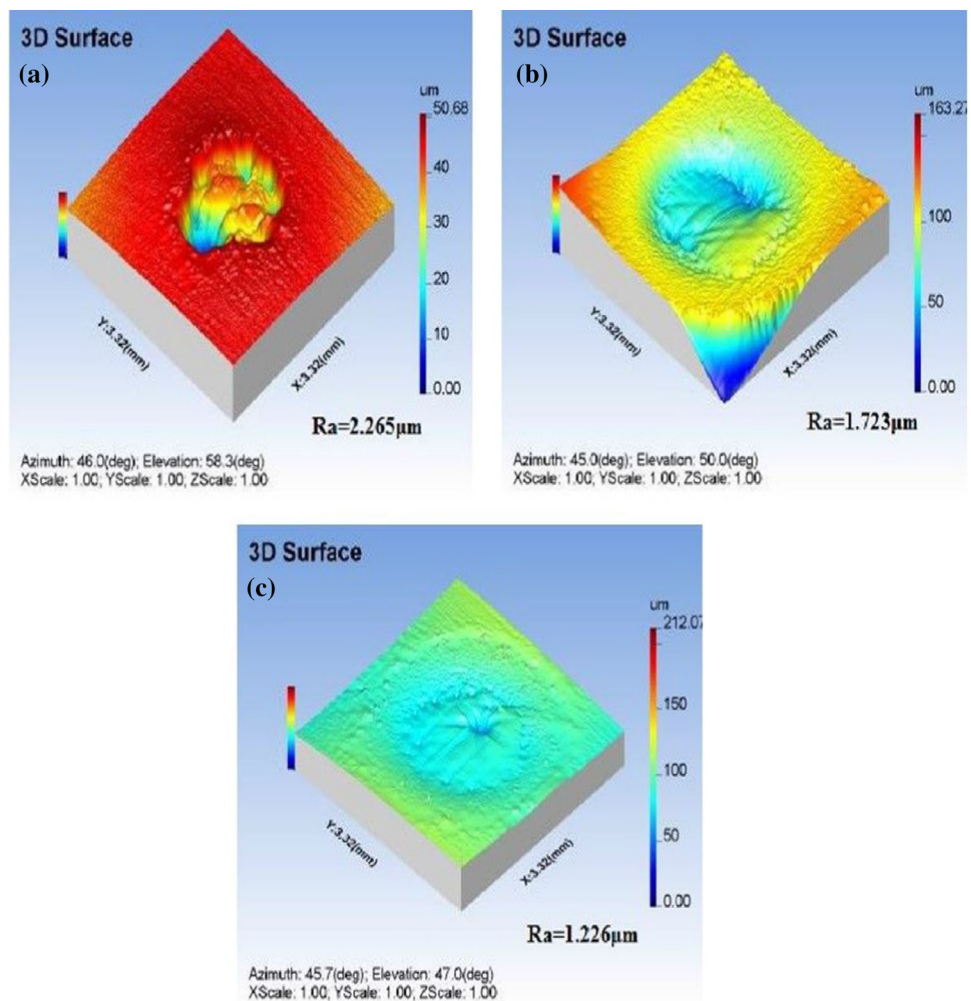 3D Surface
(a)
um
50.68
40
30
20
10
0.00
Y:3.32(mm)
X:3.32(mm)
Ra=2.265μm
Azimuth: 46.0(deg); Elevation: 58.3(deg)
XScale: 1.00; YScale: 1.00; ZScale: 1.00
3D Surface
(b)
um
163.27
100
50
0.00
Y:3.32(mm)
X:3.32(mm)
Ra=1.723μm
Azimuth: 45.0(deg); Elevation: 50.0(deg)
XScale: 1.00; YScale: 1.00; ZScale: 1.00
3D Surface
(c)
um
212.07
150
100
50
0.00
Y:3.32(mm)
X:3.32(mm)
Ra=1.226μm
Azimuth: 45.7(deg); Elevation: 47.0(deg)
XScale: 1.00; YScale: 1.00; ZScale: 1.00